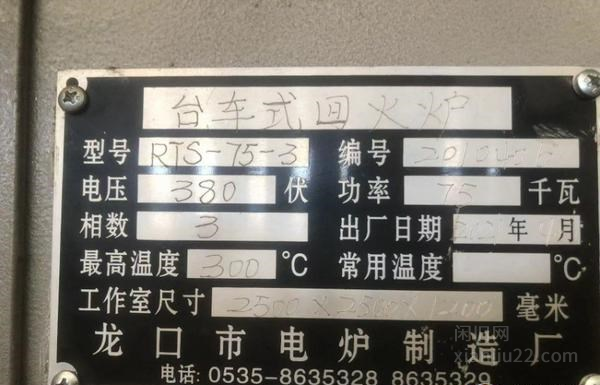 台车式回火炉
型号 RTS-75-3 编号
电压 380 伏 功率 75 千瓦
相数 3 出厂日期 年 月
最高温度 300 °C 常用温度 °C
工作室尺寸 2500 X 毫米
龙口市电炉制造厂
电话: 0535-8635328 8635329
闲旧网